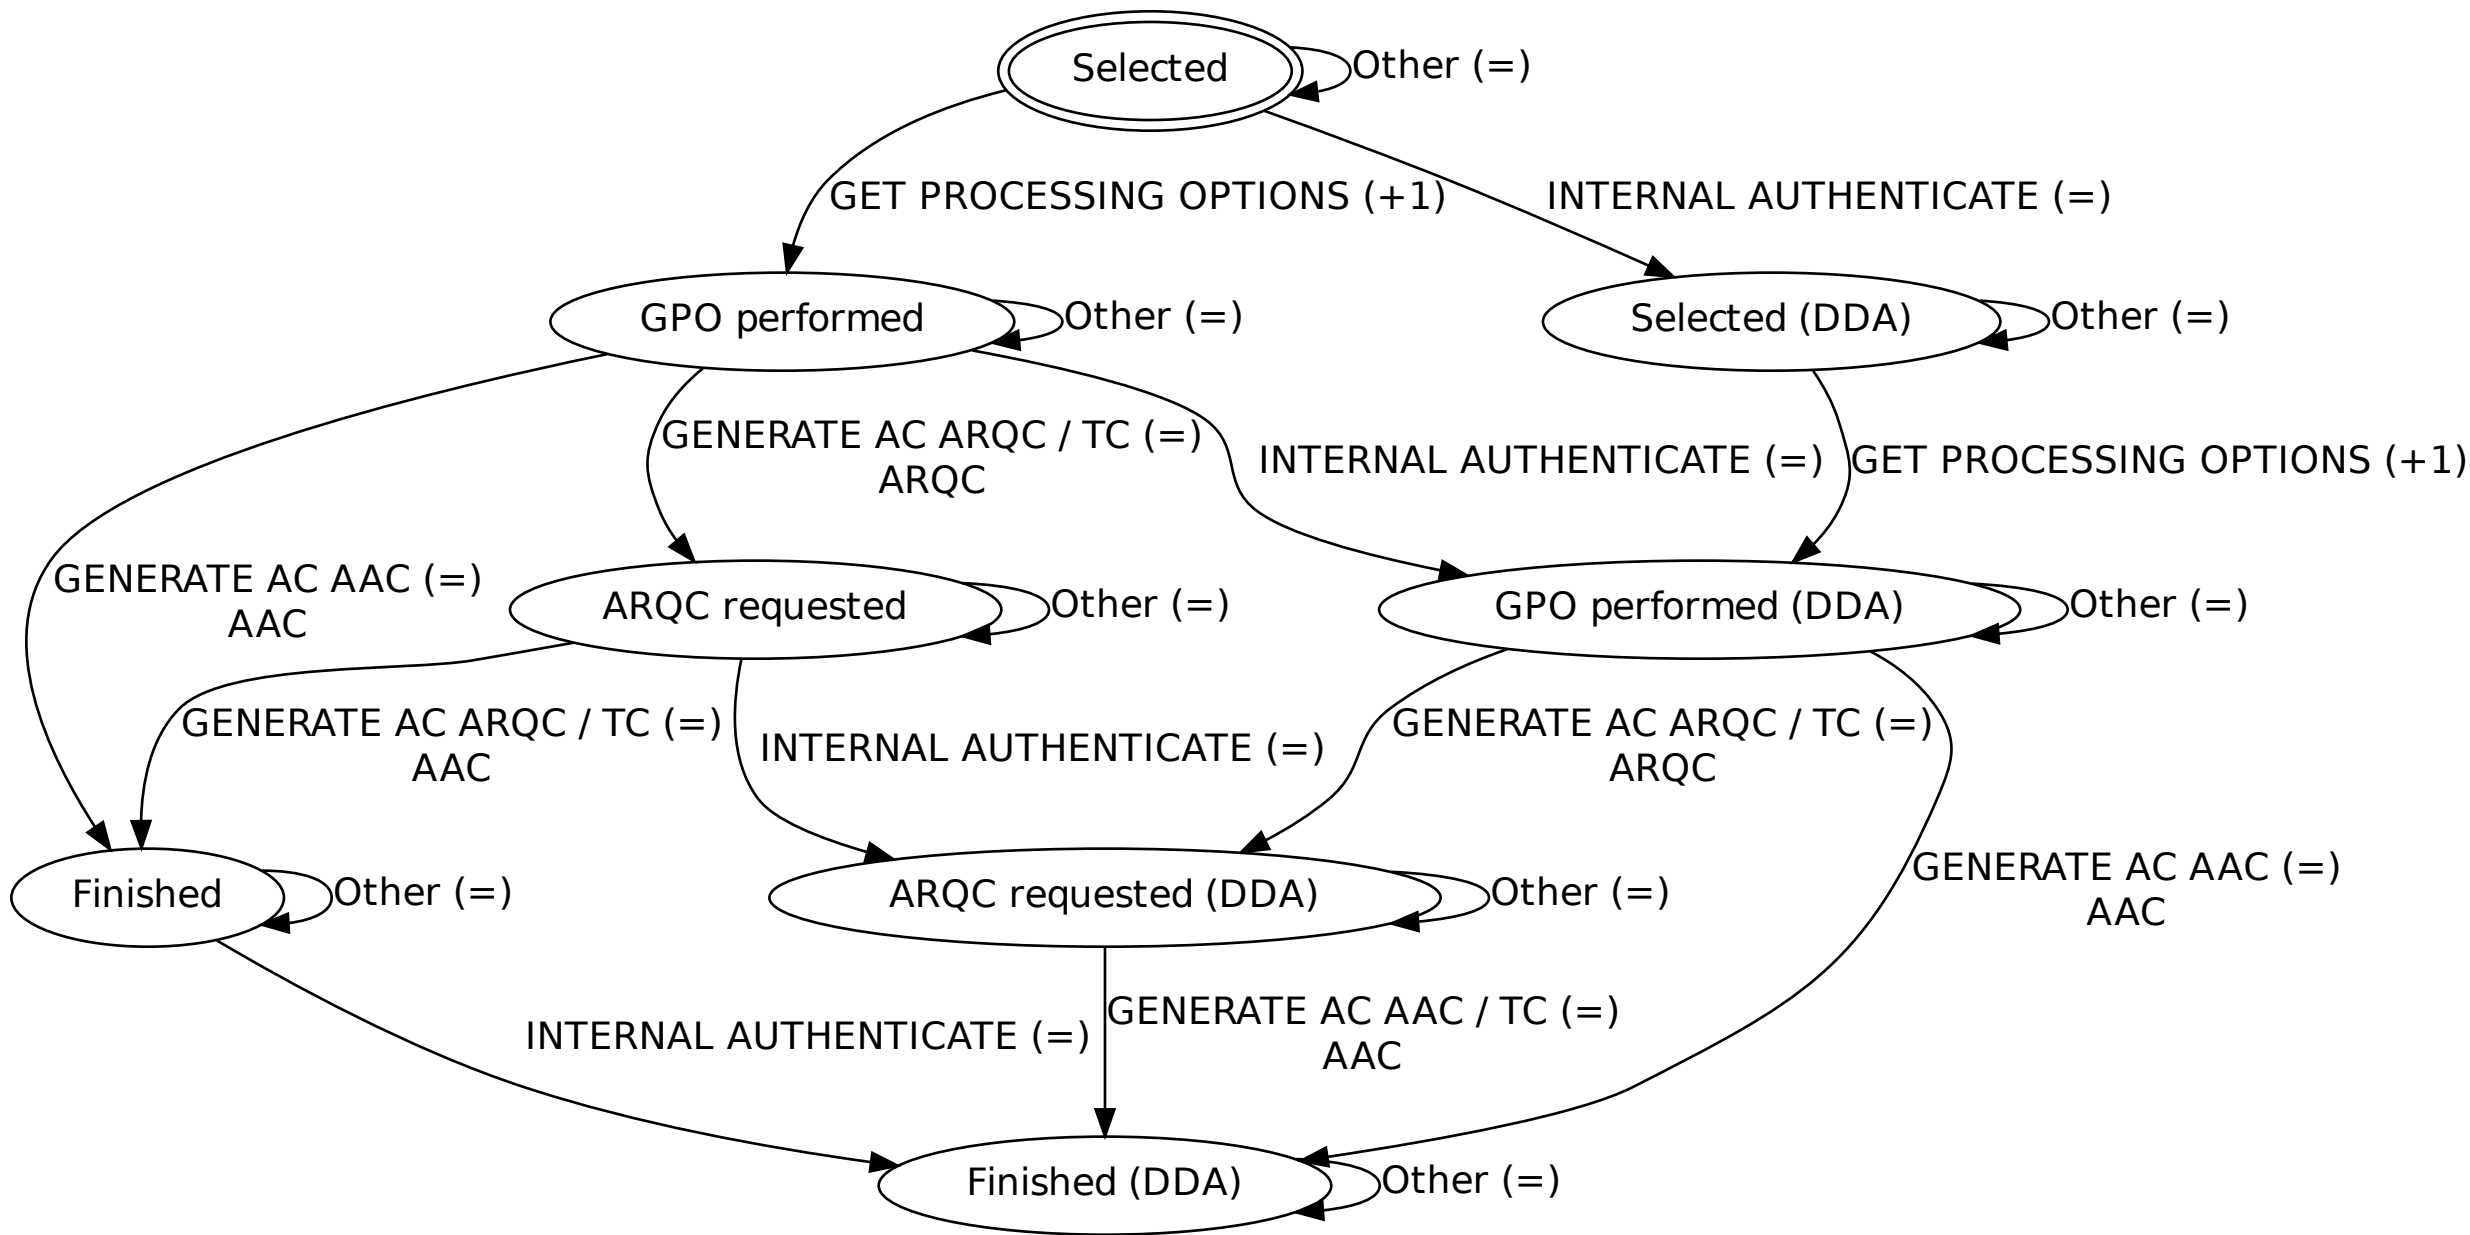 Selected
Other (=)
GET PROCESSING OPTIONS (+1)
INTERNAL AUTHENTICATE (=)
GPO performed
Other (=)
Selected (DDA)
Other (=)
GENERATE AC ARQC / TC (=)
ARQC
INTERNAL AUTHENTICATE (=)
GET PROCESSING OPTIONS (+1)
GENERATE AC AAC (=)
AAC
ARQC requested
Other (=)
GPO performed (DDA)
Other (=)
GENERATE AC ARQC / TC (=)
AAC
INTERNAL AUTHENTICATE (=)
GENERATE AC ARQC / TC (=)
ARQC
GENERATE AC AAC (=)
AAC
Finished
Other (=)
ARQC requested (DDA)
Other (=)
INTERNAL AUTHENTICATE (=)
GENERATE AC AAC / TC (=)
AAC
Finished (DDA)
Other (=)